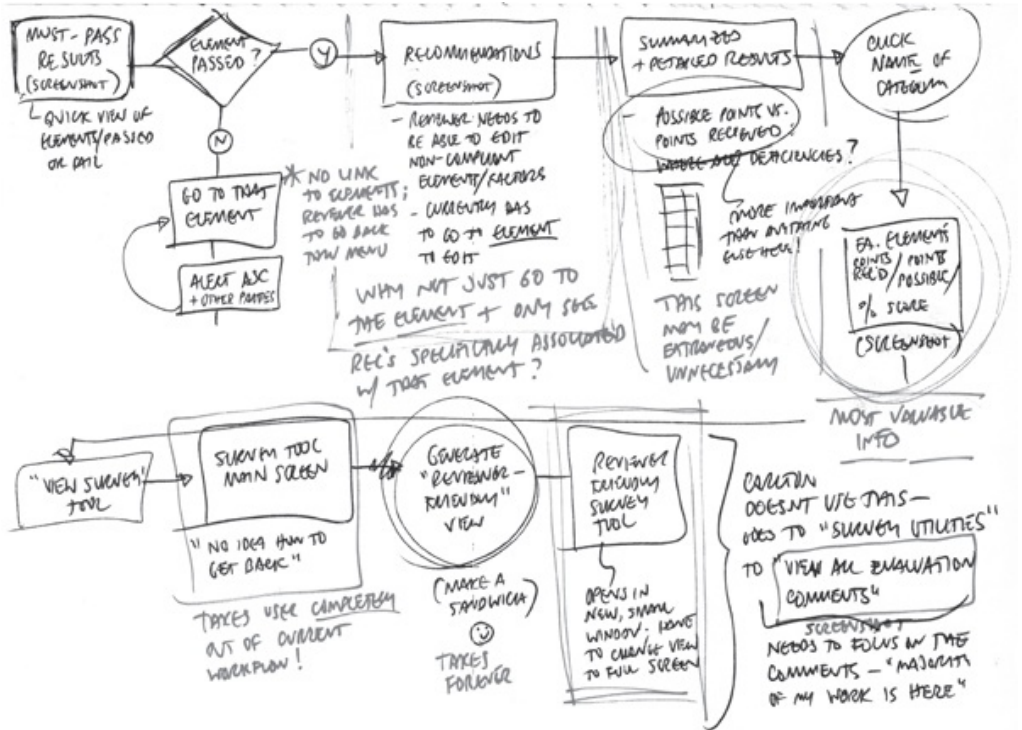 MUST-PASS
RESULTS
(SCREENSHOT)
QUICK VIEW OF
ELEMENTS/PASSED
OR FAIL
ELEMENT
PASSED?
Y
N
GO TO THAT
ELEMENT
ALERT ASC
+ OTHER PARTIES
* NO LINK
TO ELEMENTS;
REVIEWER HAS
TO GO BACK
THRU MENU
RECOMMENDATIONS
(SCREENSHOT)
- REVIEWER NEEDS TO
BE ABLE TO EDIT
NON-COMPLIANT
ELEMENTS/FACTORS
- CURRENTLY HAS
TO GO TO ELEMENT
TO EDIT
WHY NOT JUST GO TO
THE ELEMENT + ONLY SEE
REC'S SPECIFICALLY ASSOCIATED
W/ THAT ELEMENT?
SUMMARIZED
+ DETAILED RESULTS
- POSSIBLE POINTS VS.
POINTS RECIEVED
WHERE ARE DEFICIENCIES?
MORE IMPORTANT
THAN ANYTHING
ELSE HERE!
THIS SCREEN
MAY BE
EXTRANEOUS/
UNNECESSARY
CLICK
NAME OF
CATEGORY
EA. ELEMENTS
POINTS
REC'D / POINTS
POSSIBLE/
% SCORE
(SCREENSHOT)
MOST VALUABLE
INFO
"VIEW SURVEY"
TOOL
SURVEY TOOL
MAIN SCREEN
"NO IDEA HOW TO
GET BACK"
TAKES USER COMPLETELY
OUT OF CURRENT
WORKFLOW!
GENERATE
"REVIEWER-
FRIENDLY"
VIEW
(MAKE A
SANDWICH)
TAKES
FOREVER
REVIEWER
FRIENDLY
SURVEY
TOOL
OPENS IN
NEW, SMALL
WINDOW. HAVE
TO CHANGE VIEW
TO FULL SCREEN
CARLTON
DOESNT USE THIS—
GOES TO "SURVEY UTILITIES"
TO "VIEW ALL EVALUATION
COMMENTS"
SCREENSHOT
NEEDS TO FOCUS ON THE
COMMENTS — "MAJORITY
OF MY WORK IS HERE"